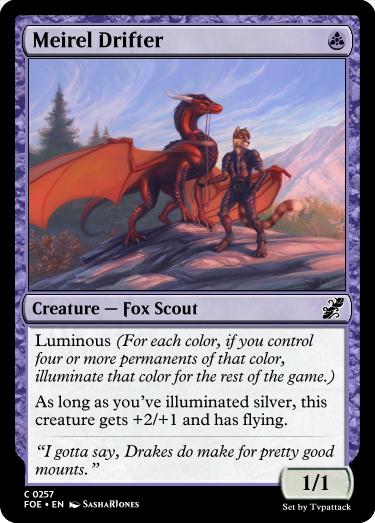 Meirel Drifter
Creature — Fox Scout
Luminous (For each color, if you control
four or more permanents of that color,
illuminate that color for the rest of the game.)
As long as you've illuminated silver, this
creature gets +2/+1 and has flying.
“I gotta say, Drakes do make for pretty good
mounts.”
1/1
C 0257
FOE • EN SashaRJones
Set by Tvpattack